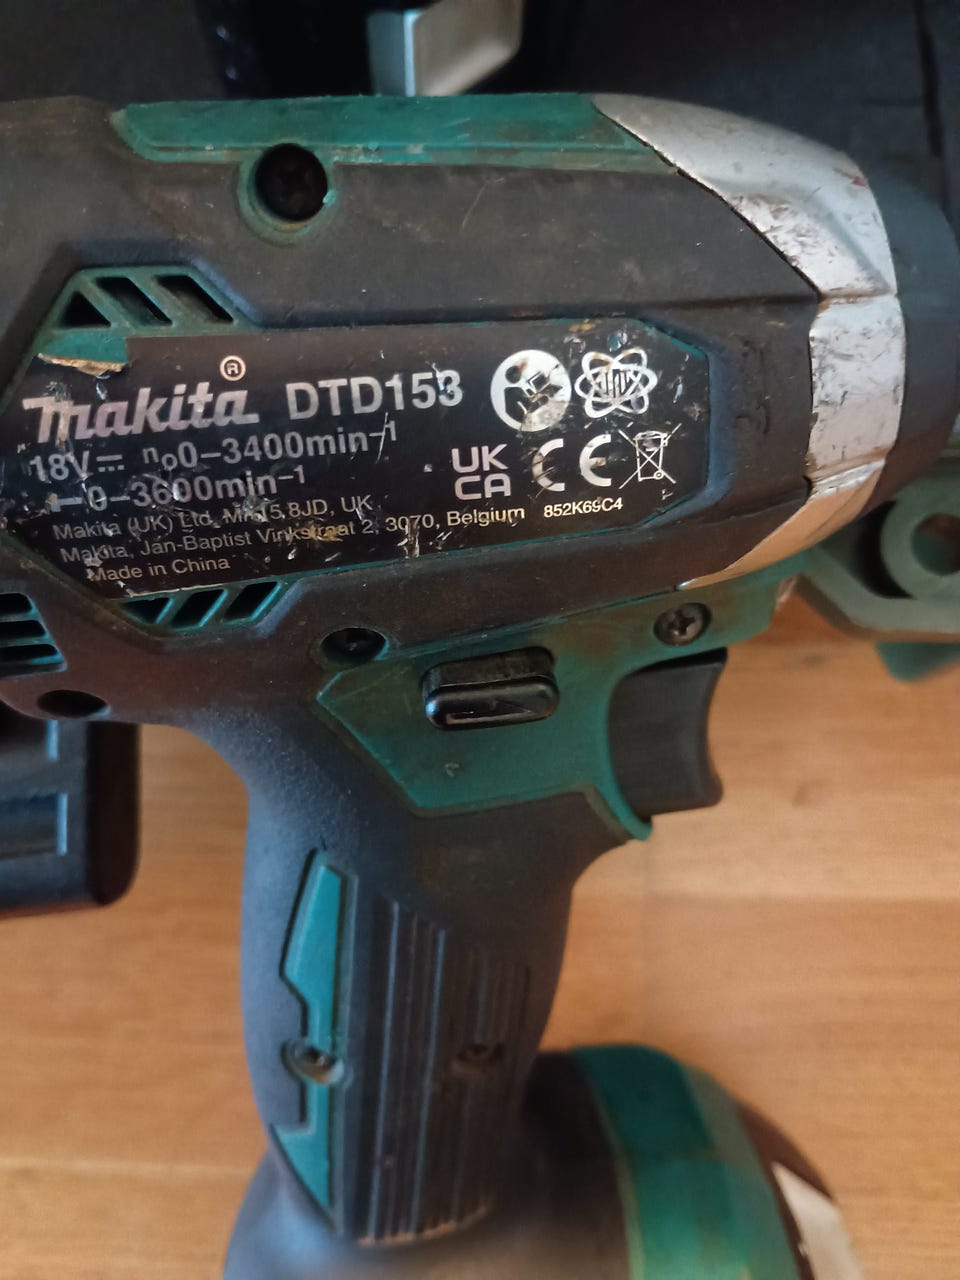 makita® DTD153
18V⎓ n₀0–3400min⁻¹
0–3600min⁻¹
UK
CA CE
Makita (UK) Ltd, 8JD, UK
Makita, Jan-Baptist Vinkstraat 2, 3070, Belgium 852K69C4
Made in China